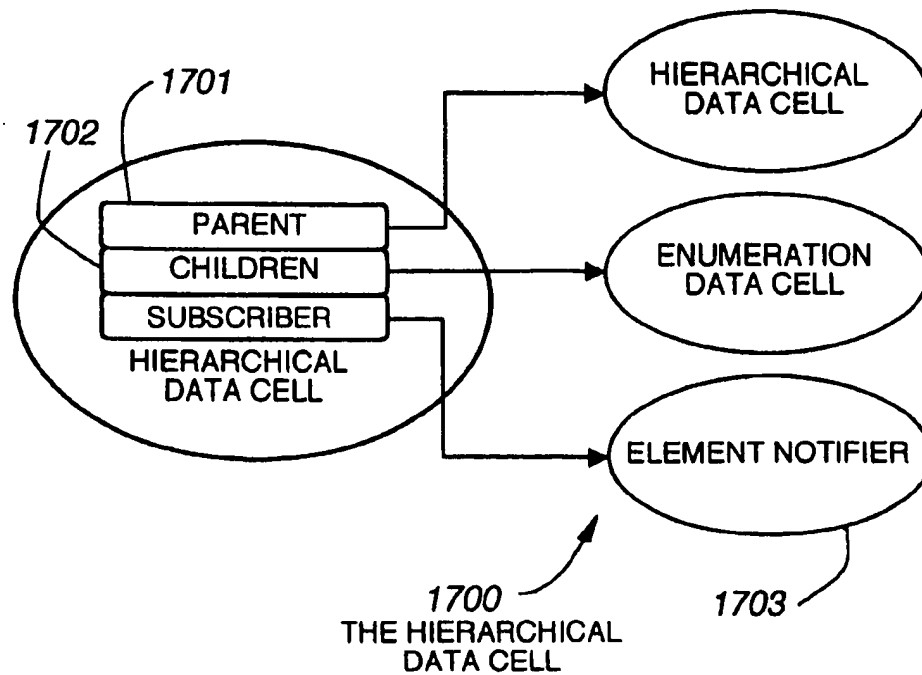 1701
1702
PARENT
CHILDREN
SUBSCRIBER
HIERARCHICAL
DATA CELL
HIERARCHICAL
DATA CELL
ENUMERATION
DATA CELL
ELEMENT NOTIFIER
1700
THE HIERARCHICAL
DATA CELL
1703